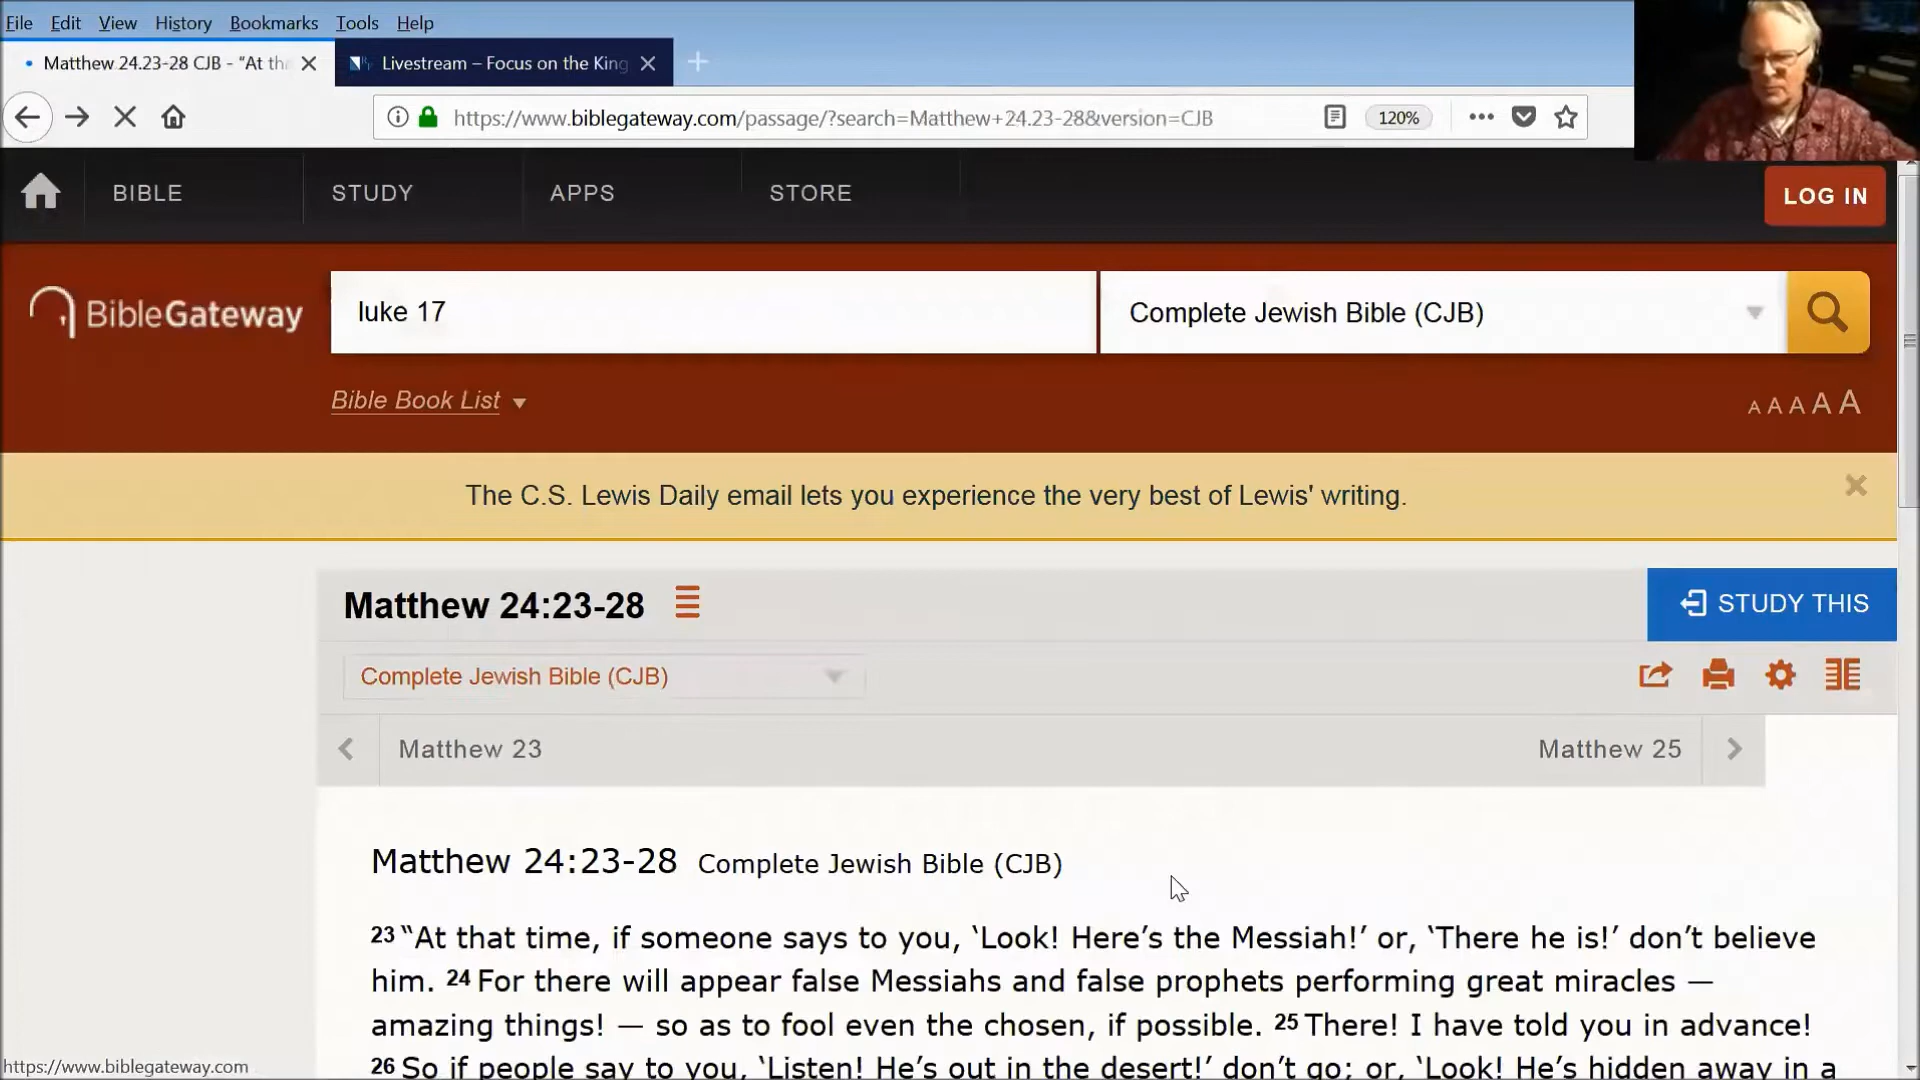 File Edit View History Bookmarks Tools Help
Matthew 24.23-28 CJB - “At tha
Livestream – Focus on the King
https://www.biblegateway.com/passage/?search=Matthew+24.23-28&version=CJB
120%
BIBLE STUDY APPS STORE
LOG IN
BibleGateway
luke 17
Complete Jewish Bible (CJB)
Bible Book List
A A A A A
The C.S. Lewis Daily email lets you experience the very best of Lewis' writing.
Matthew 24:23-28
STUDY THIS
Complete Jewish Bible (CJB)
Matthew 23
Matthew 25
Matthew 24:23-28 Complete Jewish Bible (CJB)
23 “At that time, if someone says to you, ‘Look! Here’s the Messiah!’ or, ‘There he is!’ don’t believe
him. 24 For there will appear false Messiahs and false prophets performing great miracles —
amazing things! — so as to fool even the chosen, if possible. 25 There! I have told you in advance!
26 So if people say to you, ‘Listen! He’s out in the desert!’ don’t go; or, ‘Look! He’s hidden away in a
https://www.biblegateway.com